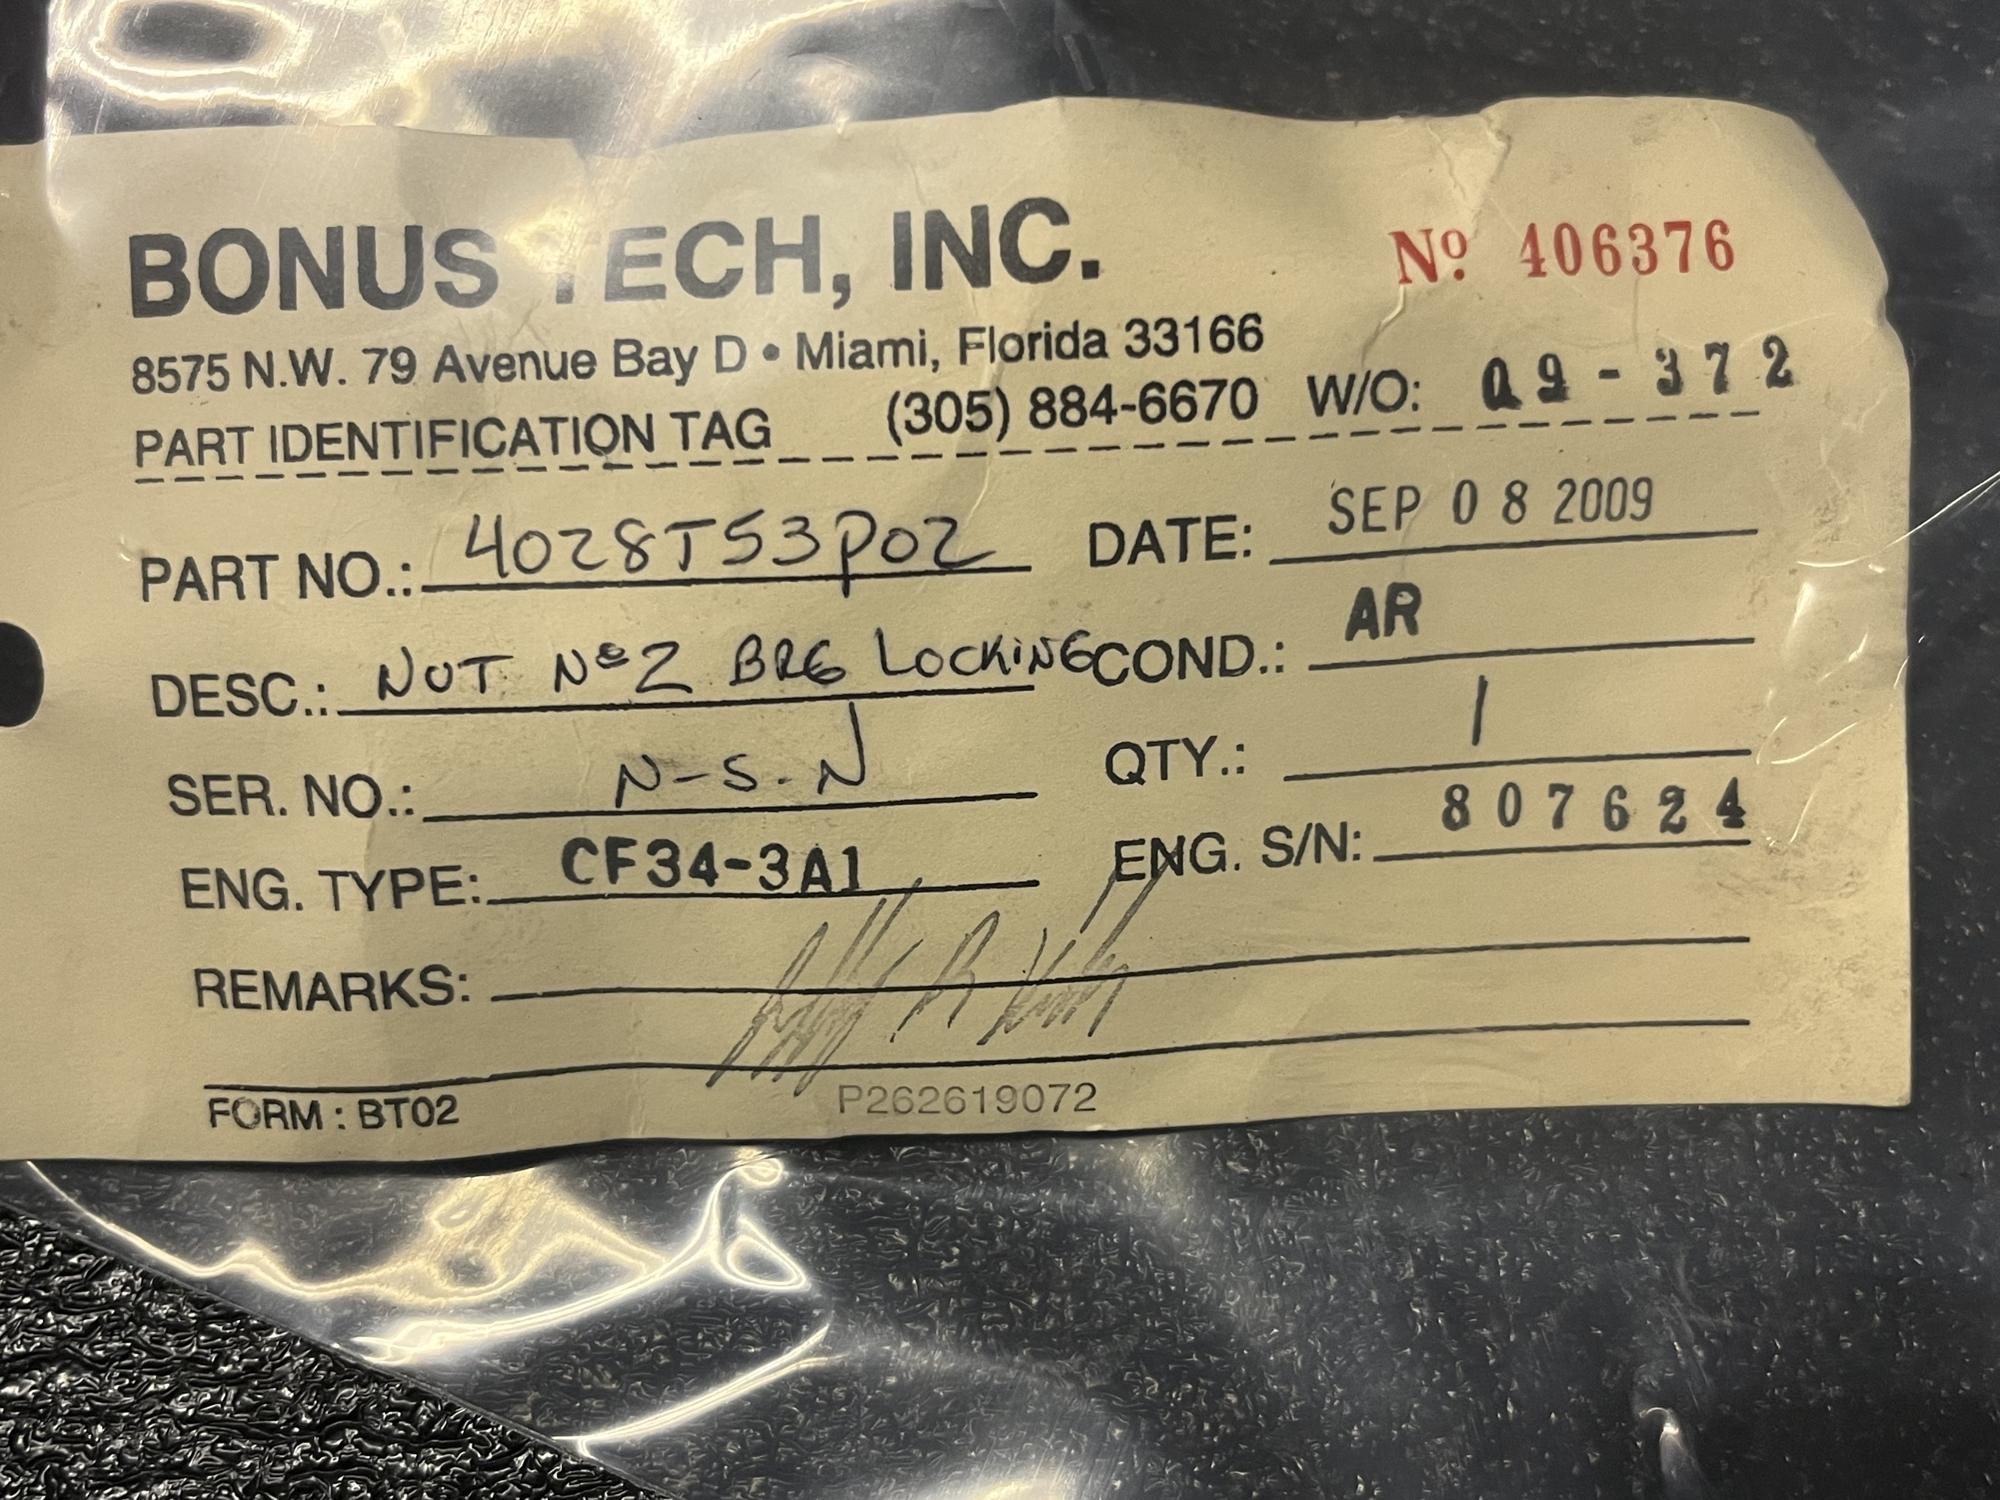 BONUS TECH, INC.
Nº 406376
8575 N.W. 79 Avenue Bay D • Miami, Florida 33166
PART IDENTIFICATION TAG (305) 884-6670 W/O: 09-372
PART NO.: 4028T53P02 DATE: SEP 08 2009
DESC.: NUT Nº2 BRG LOCKING COND.: AR
SER. NO.: N-S.N QTY.: 1
ENG. TYPE: CF34-3A1 ENG. S/N: 807624
REMARKS:
FORM : BT02 P262619072